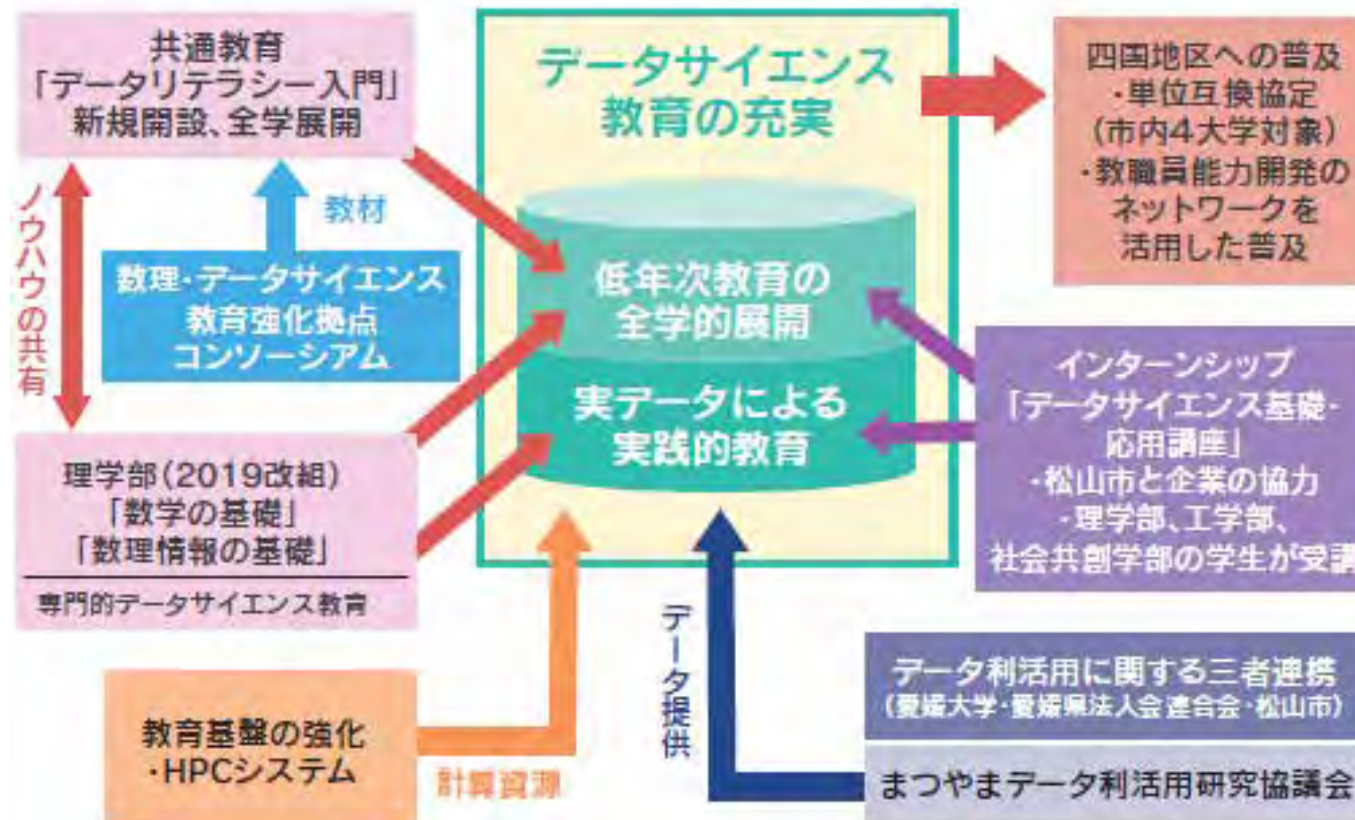 共通教育
「データリテラシー入門」
新規開設、全学展開
ノウハウの共有
教材
数理・データサイエンス
教育強化拠点
コンソーシアム
理学部(2019改組)
「数学の基礎」
「数理情報の基礎」
専門的データサイエンス教育
教育基盤の強化
・HPCシステム
計算資源
データサイエンス
教育の充実
低年次教育の
全学的展開
実データによる
実践的教育
データ提供
四国地区への普及
・単位互換協定
(市内4大学対象)
・教職員能力開発の
ネットワークを
活用した普及
インターンシップ
「データサイエンス基礎・
応用講座」
・松山市と企業の協力
・理学部、工学部、
社会共創学部の学生が受講
データ利活用に関する三者連携
(愛媛大学・愛媛県法人会連合会・松山市)
まつやまデータ利活用研究協議会